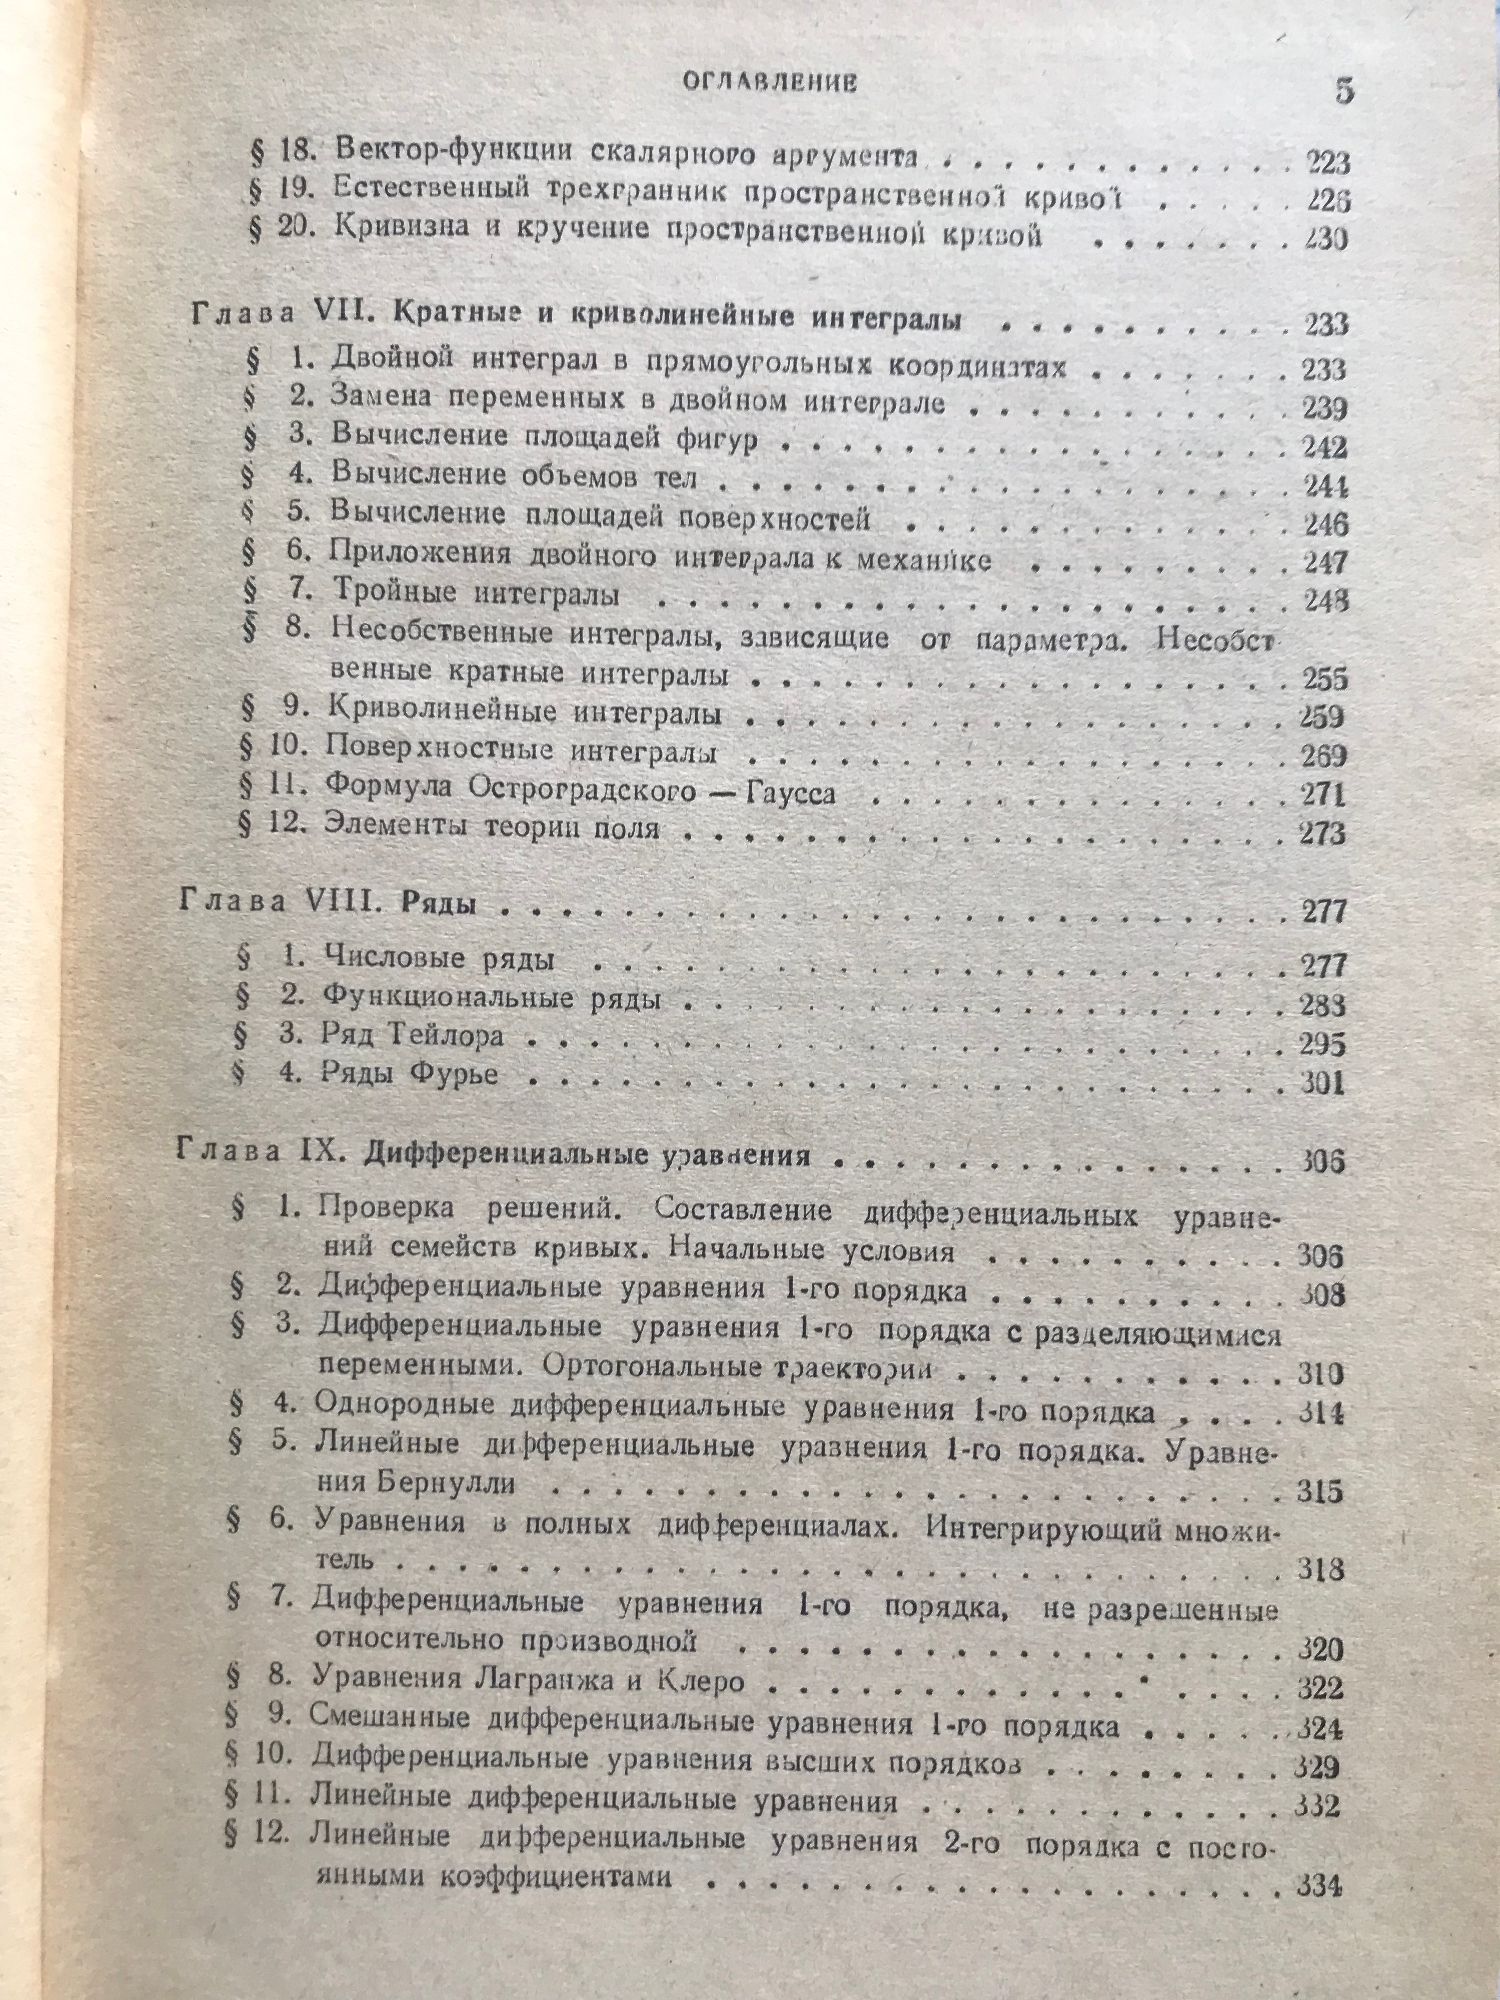 ОГЛАВЛЕНИЕ 5
§ 18. Вектор-функции скалярного аргумента . . . . . . . . . . . . 223
§ 19. Естественный трехгранник пространственной кривой . . . . . 226
§ 20. Кривизна и кручение пространственной кривой . . . . . . . 230
Глава VII. Кратные и криволинейные интегралы . . . . . . . . . . 233
§ 1. Двойной интеграл в прямоугольных координатах . . . . . . . 233
§ 2. Замена переменных в двойном интеграле . . . . . . . . . . . 239
§ 3. Вычисление площадей фигур . . . . . . . . . . . . . . . . . 242
§ 4. Вычисление объемов тел . . . . . . . . . . . . . . . . . . . 244
§ 5. Вычисление площадей поверхностей . . . . . . . . . . . . . 246
§ 6. Приложения двойного интеграла к механике . . . . . . . . . 247
§ 7. Тройные интегралы . . . . . . . . . . . . . . . . . . . . . 248
§ 8. Несобственные интегралы, зависящие от параметра. Несобст
венные кратные интегралы . . . . . . . . . . . . . . . . . . 255
§ 9. Криволинейные интегралы . . . . . . . . . . . . . . . . . . 259
§ 10. Поверхностные интегралы . . . . . . . . . . . . . . . . . . 269
§ 11. Формула Остроградского — Гаусса . . . . . . . . . . . . . . 271
§ 12. Элементы теории поля . . . . . . . . . . . . . . . . . . . . 273
Глава VIII. Ряды . . . . . . . . . . . . . . . . . . . . . . . . . . 277
§ 1. Числовые ряды . . . . . . . . . . . . . . . . . . . . . . . 277
§ 2. Функциональные ряды . . . . . . . . . . . . . . . . . . . . 283
§ 3. Ряд Тейлора . . . . . . . . . . . . . . . . . . . . . . . . . 295
§ 4. Ряды Фурье . . . . . . . . . . . . . . . . . . . . . . . . . 301
Глава IX. Дифференциальные уравнения . . . . . . . . . . . . . . . 306
§ 1. Проверка решений. Составление дифференциальных уравне-
ний семейств кривых. Начальные условия . . . . . . . . . . 306
§ 2. Дифференциальные уравнения 1-го порядка . . . . . . . . . . 308
§ 3. Дифференциальные уравнения 1-го порядка с разделяющимися
переменными. Ортогональные траектории . . . . . . . . . . . 310
§ 4. Однородные дифференциальные уравнения 1-го порядка . . . . 314
§ 5. Линейные дифференциальные уравнения 1-го порядка. Уравне-
ния Бернулли . . . . . . . . . . . . . . . . . . . . . . . . 315
§ 6. Уравнения в полных дифференциалах. Интегрирующий множи-
тель . . . . . . . . . . . . . . . . . . . . . . . . . . . . . 318
§ 7. Дифференциальные уравнения 1-го порядка, не разрешенные
относительно производной . . . . . . . . . . . . . . . . . . 320
§ 8. Уравнения Лагранжа и Клеро . . . . . . . . . . . . . . . . . 322
§ 9. Смешанные дифференциальные уравнения 1-го порядка . . . . . 324
§ 10. Дифференциальные уравнения высших порядков . . . . . . . . 329
§ 11. Линейные дифференциальные уравнения . . . . . . . . . . . . 332
§ 12. Линейные дифференциальные уравнения 2-го порядка с посто-
янными коэффициентами . . . . . . . . . . . . . . . . . . . 334